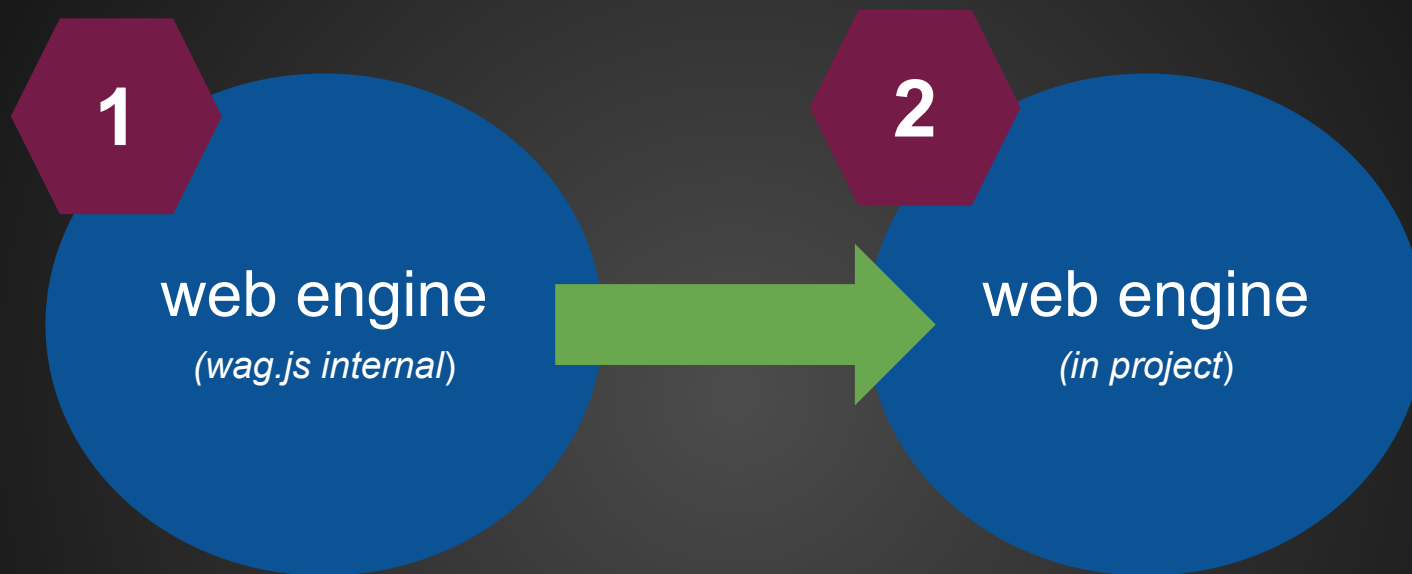 1
web engine
(wag.js internal)
2
web engine
(in project)